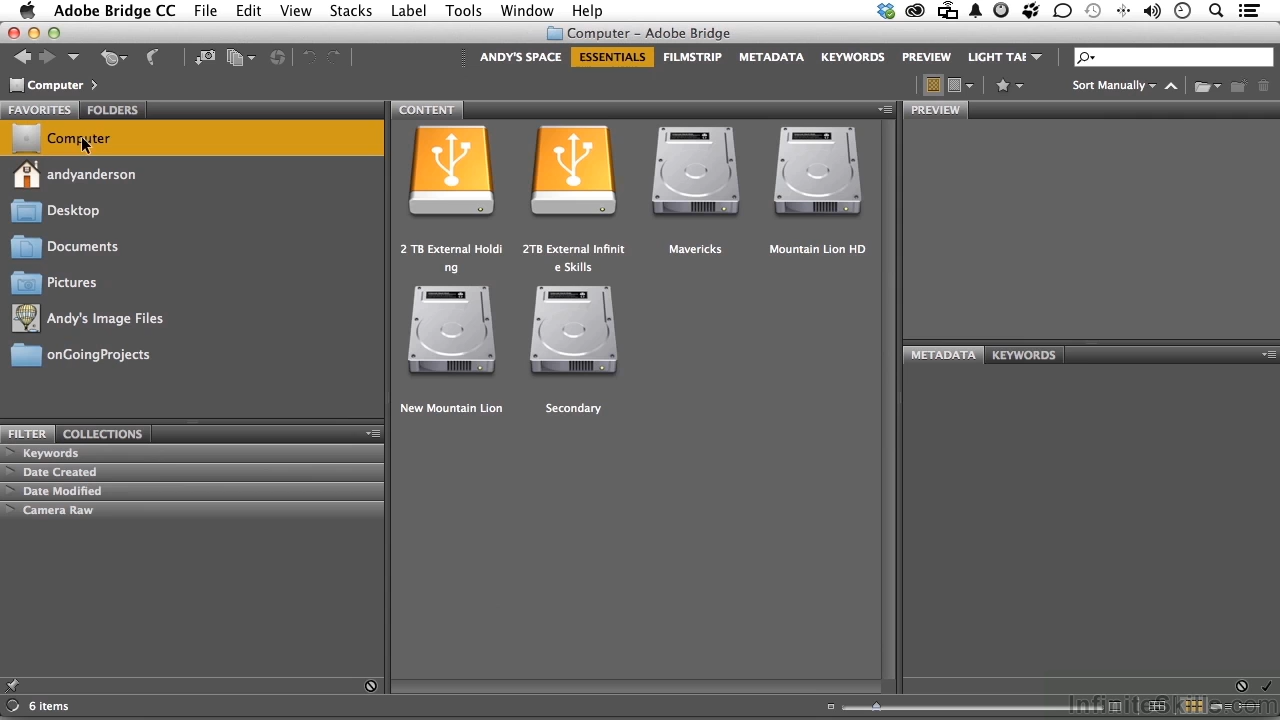 Adobe Bridge CC File Edit View Stacks Label Tools Window Help
Computer – Adobe Bridge
ANDY'S SPACE ESSENTIALS FILMSTRIP METADATA KEYWORDS PREVIEW LIGHT TAE
Computer
Sort Manually
FAVORITES FOLDERS
Computer
andyanderson
Desktop
Documents
Pictures
Andy's Image Files
onGoingProjects
FILTER COLLECTIONS
Keywords
Date Created
Date Modified
Camera Raw
CONTENT
2 TB External Holdi
ng
2TB External Infinit
e Skills
Mavericks
Mountain Lion HD
New Mountain Lion
Secondary
PREVIEW
METADATA KEYWORDS
6 items
InfiniteSkills.com